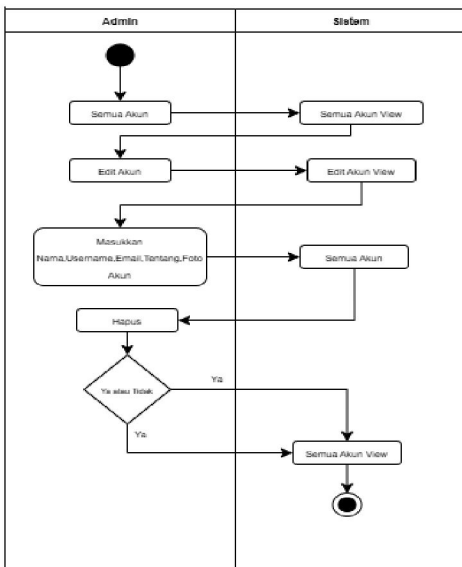 Admin
Sistem
Semua Akun
Semua Akun View
Edit Akun
Edit Akun View
Masukkan
Nama,Username,Email,Tentang,Foto
Akun
Semua Akun
Hapus
Ya atau Tidak
Ya
Ya
Semua Akun View